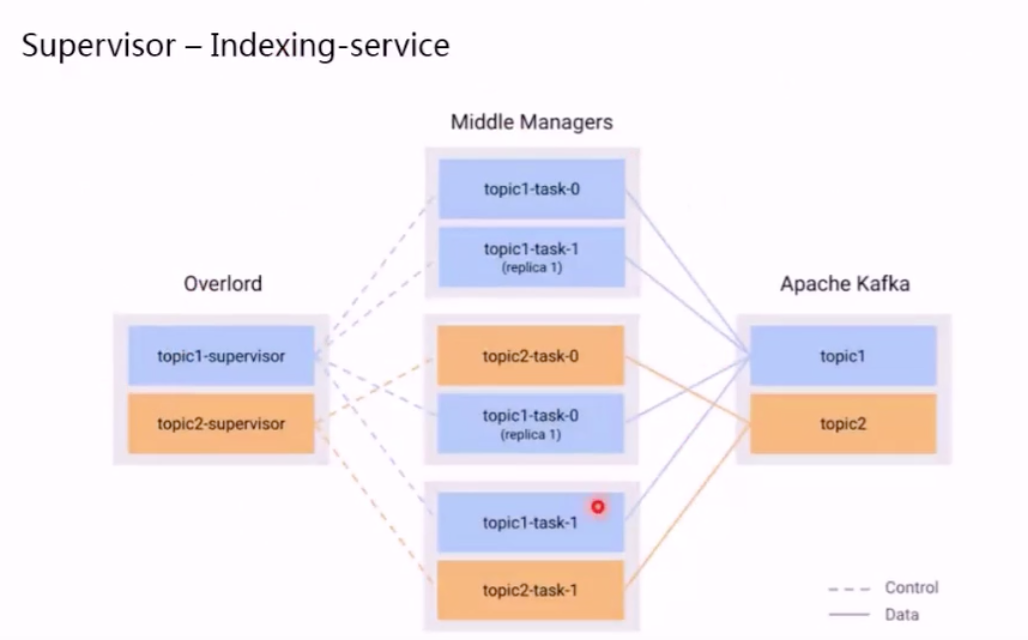 Supervisor – Indexing-service
Middle Managers
topic1-task-0
topic1-task-1
(replica 1)
Overlord
Apache Kafka
topic1-supervisor
topic2-task-0
topic1
topic2-supervisor
topic1-task-0
(replica 1)
topic2
topic1-task-1
topic2-task-1
Control
Data